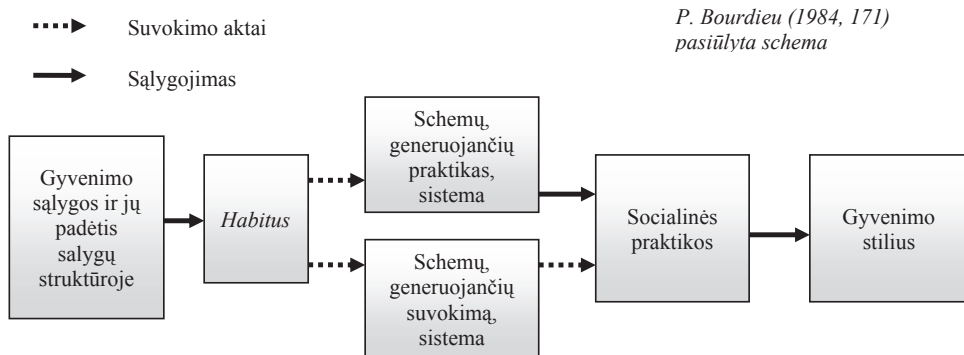 Suvokimo aktai
Sąlygojimas
P. Bourdieu (1984, 171)
pasiūlyta schema
Gyvenimo
sąlygos ir jų
padėtis
salygų
struktūroje
Habitus
Schemų,
generuojančių
praktikas,
sistema
Schemų,
generuojančių
suvokimą,
sistema
Socialinės
praktikos
Gyvenimo
stilius